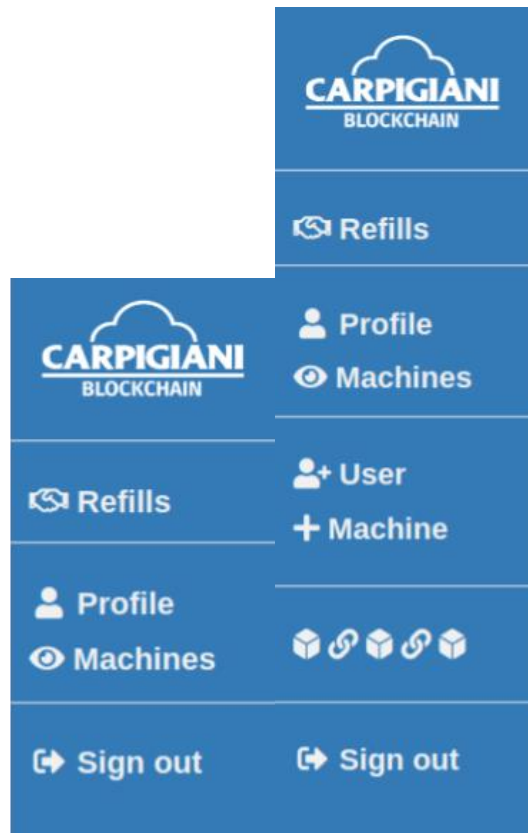 CARPIGIANI
BLOCKCHAIN
Refills
Profile
Machines
Sign out
CARPIGIANI
BLOCKCHAIN
Refills
Profile
Machines
User
Machine
Sign out